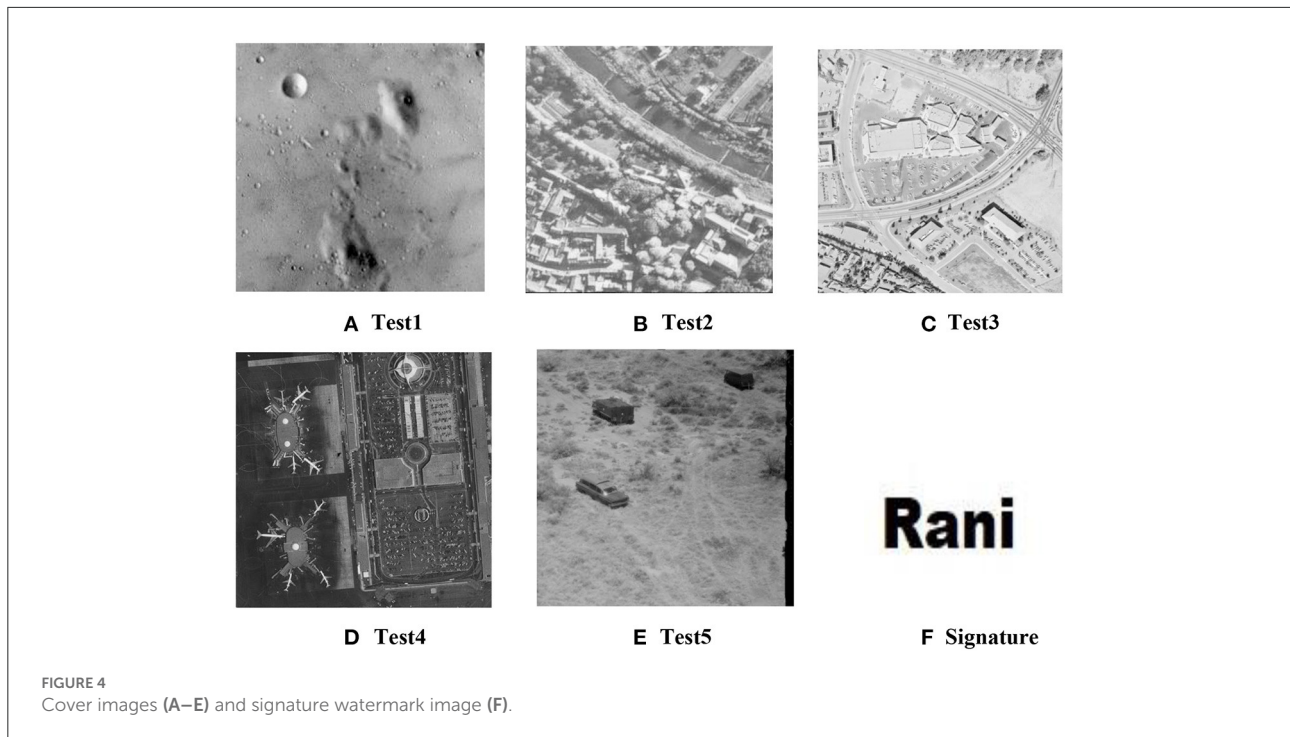 A Test1
B Test2
C Test3
D Test4
E Test5
Rani
F Signature
FIGURE 4
Cover images (A–E) and signature watermark image (F).